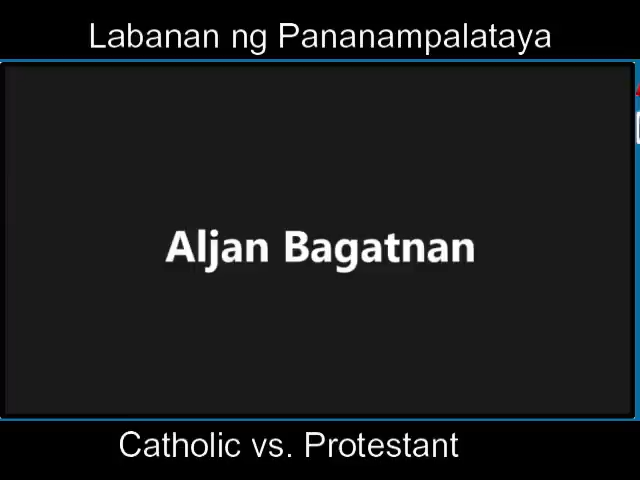 Labanan ng Pananampalataya
Aljan Bagatnan
Catholic vs. Protestant